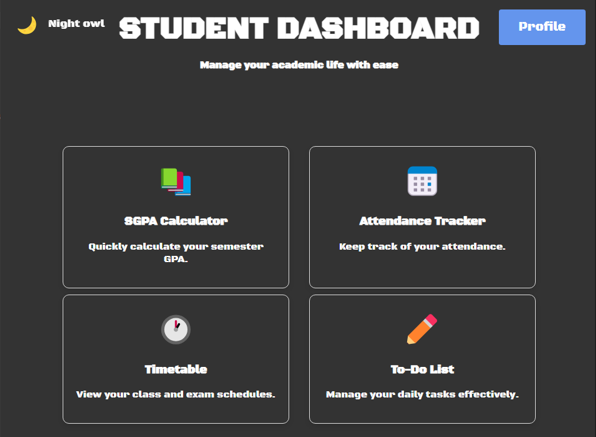 Night owl
STUDENT DASHBOARD
Profile
Manage your academic life with ease
SGPA Calculator
Quickly calculate your semester
GPA.
Attendance Tracker
Keep track of your attendance.
Timetable
View your class and exam schedules.
To-Do List
Manage your daily tasks effectively.